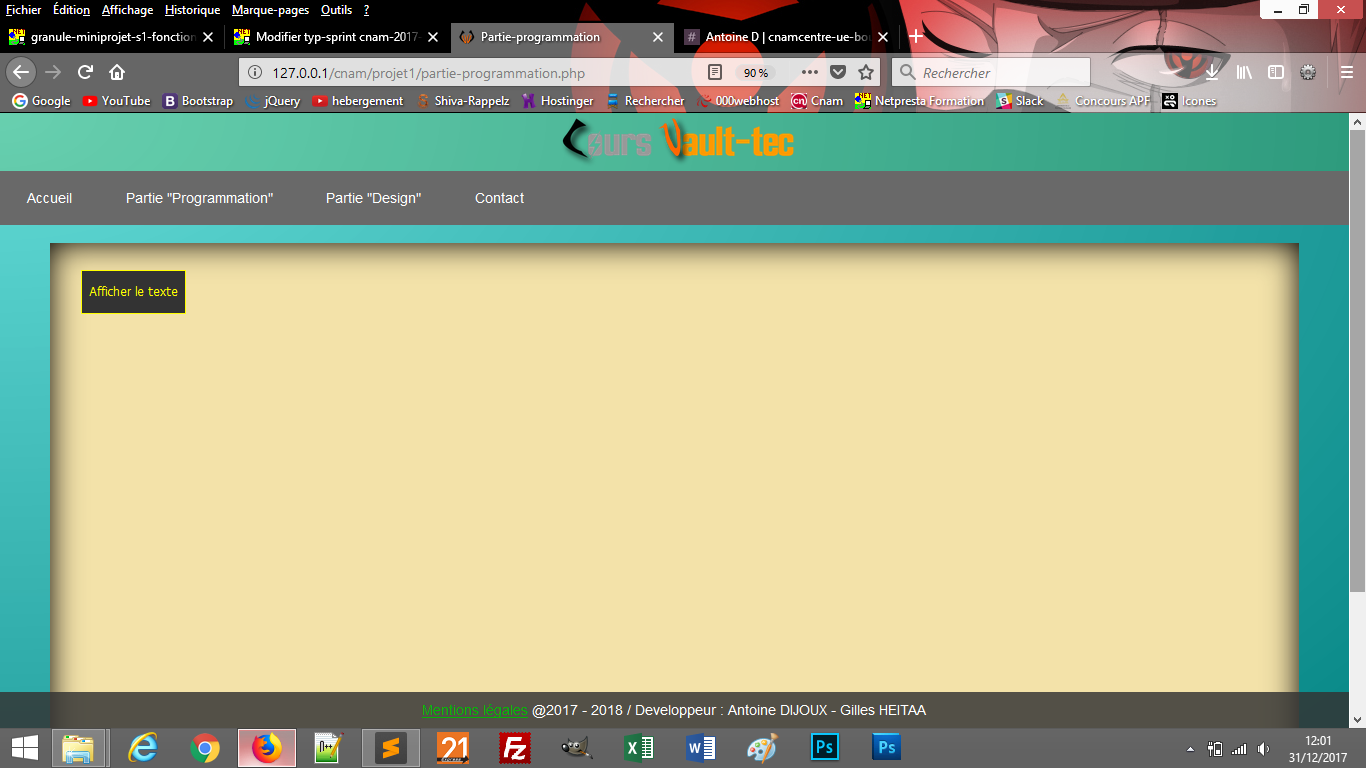 Fichier Édition Affichage Historique Marque-pages Outils ?
granule-miniprojet-s1-fonction Modifier typ-sprint cnam-2017- Partie-programmation Antoine D | cnamcentre-ue-bou
127.0.0.1/cnam/projet1/partie-programmation.php 90 % Rechercher
Google YouTube Bootstrap jQuery hebergement Shiva-Rappelz Hostinger Rechercher 000webhost Cnam Netpresta Formation Slack Concours APF Icones
Cours Vault-tec
Accueil Partie "Programmation" Partie "Design" Contact
Afficher le texte
Mentions légales @2017 - 2018 / Developpeur : Antoine DIJOUX - Gilles HEITAA
12:01
31/12/2017